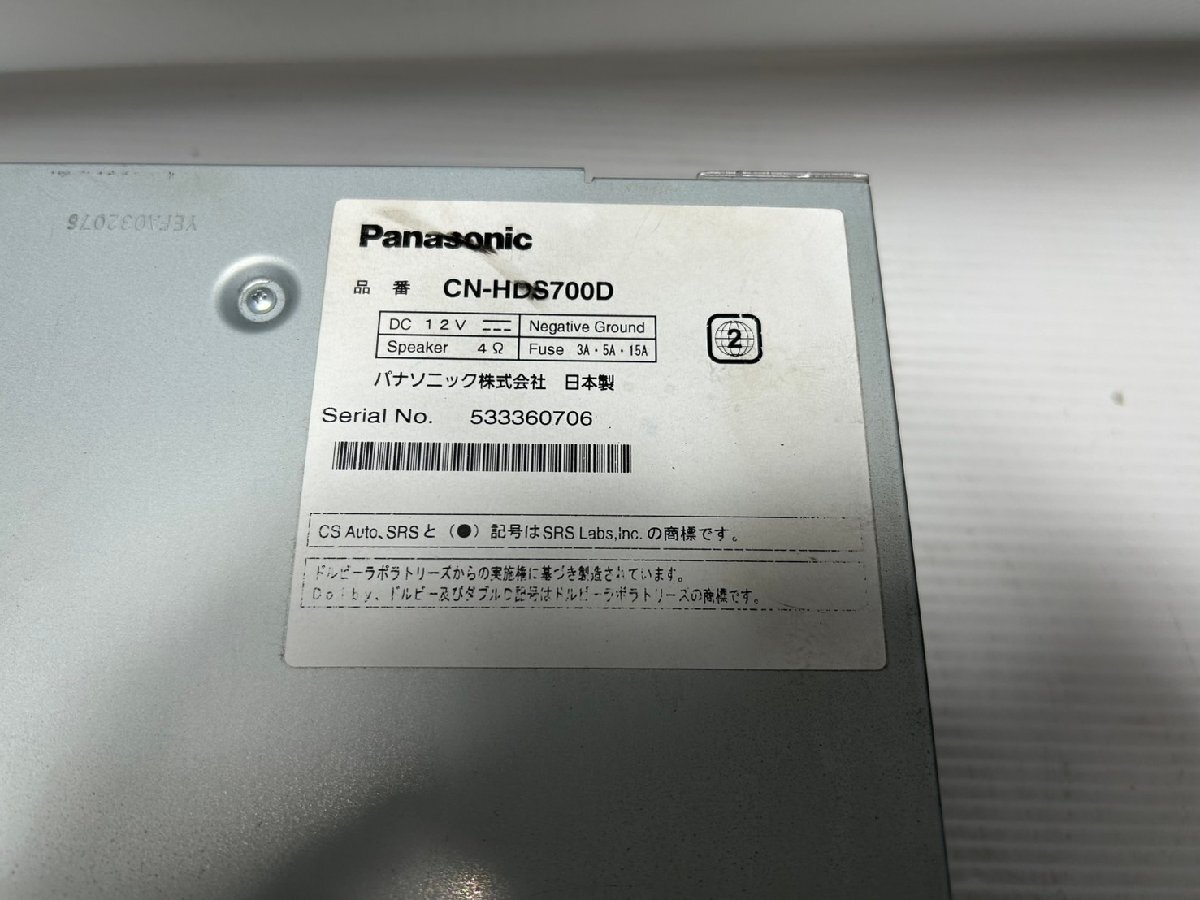 YEFA032076
Panasonic
品番 CN-HDS700D
DC 12V Negative Ground
Speaker 4Ω Fuse 3A・5A・15A
2
パナソニック株式会社 日本製
Serial No. 533360706
CS Auto、SRSと（●）記号はSRS Labs,Inc.の商標です。
ドルビーラボラトリーズからの実施権に基づき製造されています。
Dolby、ドルビー及びダブルD記号はドルビーラボラトリーズの商標です。